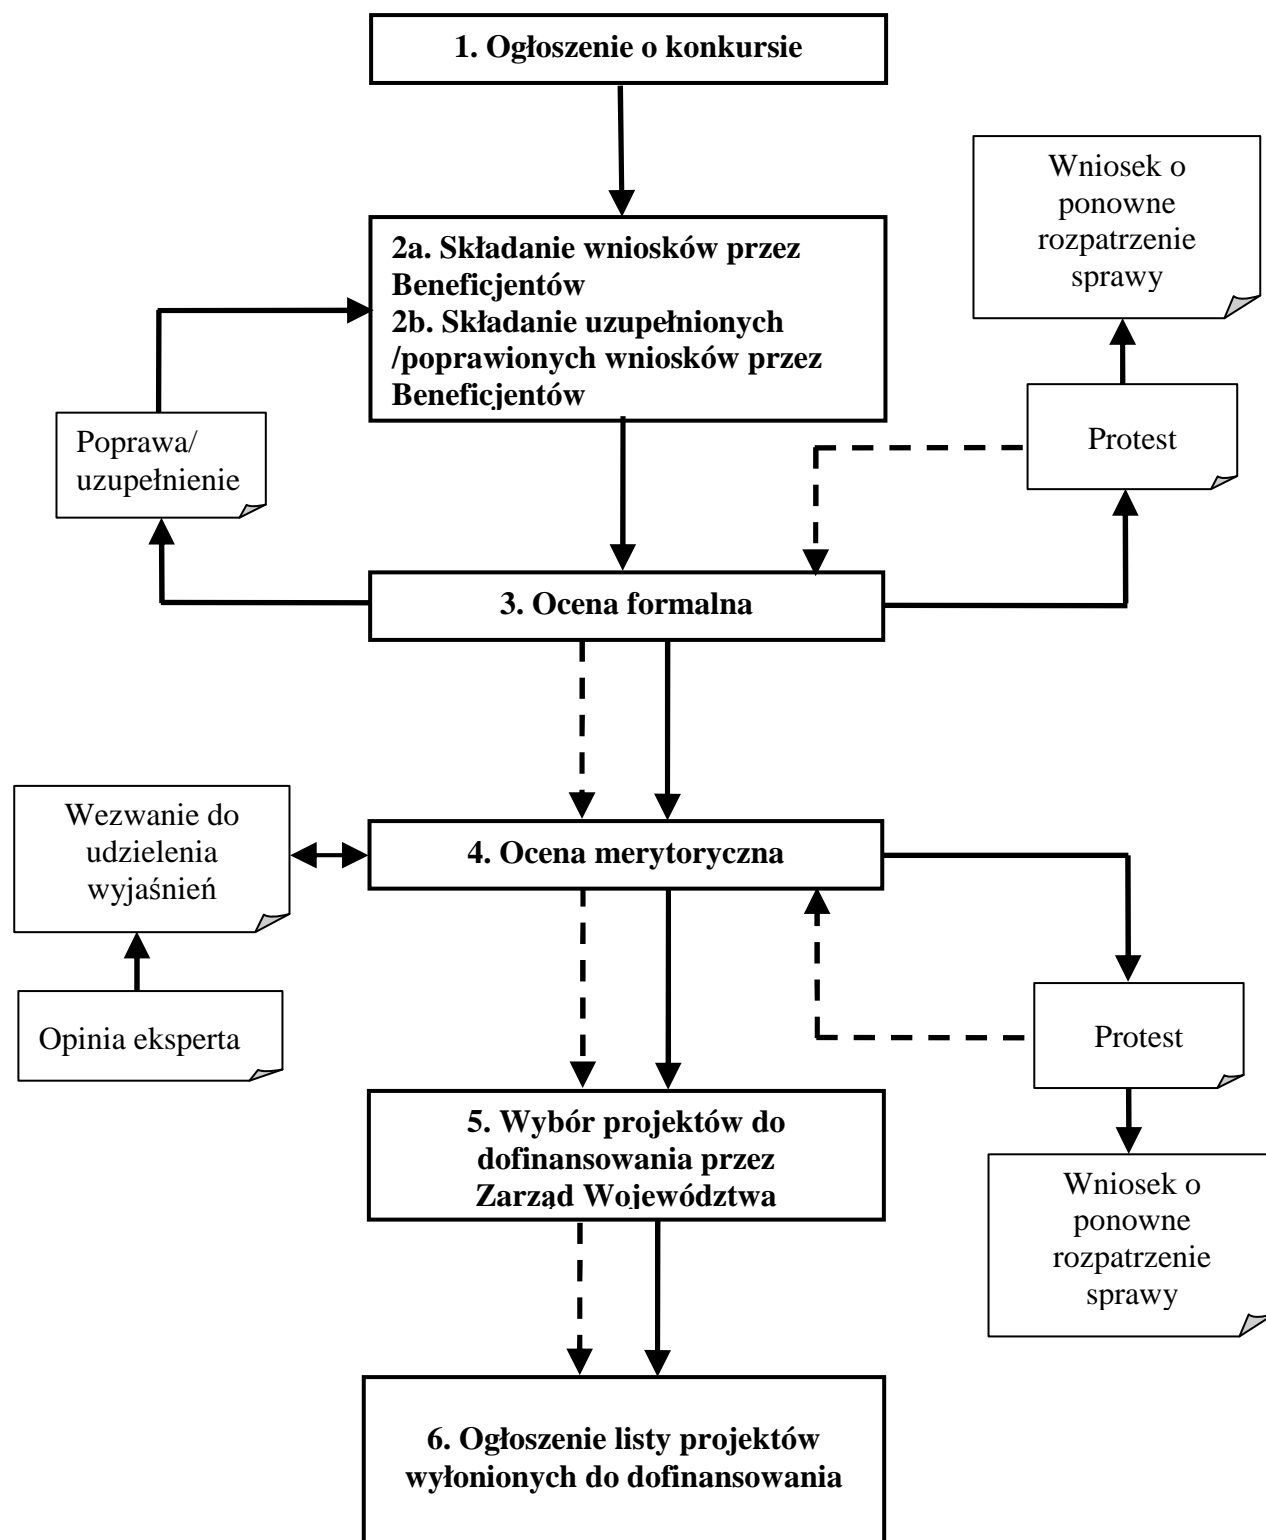 1. Ogłoszenie o konkursie
Wniosek o
ponowne
rozpatrzenie
sprawy
2a. Składanie wniosków przez
Beneficjentów
2b. Składanie uzupełnionych
/poprawionych wniosków przez
Beneficjentów
Poprawa/
uzupełnienie
Protest
3. Ocena formalna
Wezwanie do
udzielenia
wyjaśnień
4. Ocena merytoryczna
Opinia eksperta
Protest
5. Wybór projektów do
dofinansowania przez
Zarząd Województwa
Wniosek o
ponowne
rozpatrzenie
sprawy
6. Ogłoszenie listy projektów
wyłonionych do dofinansowania